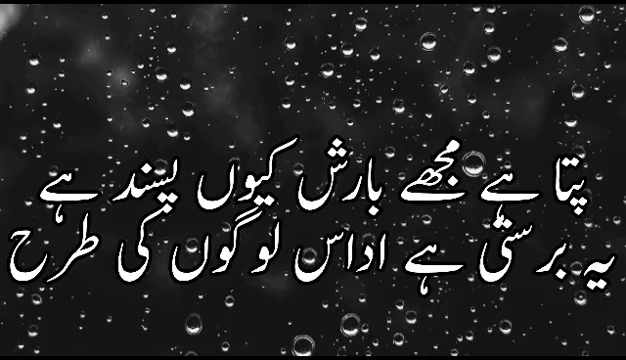 پتا ہے مجھے بارش کیوں پسند ہے
یہ برستی ہے اداس لوگوں کی طرح